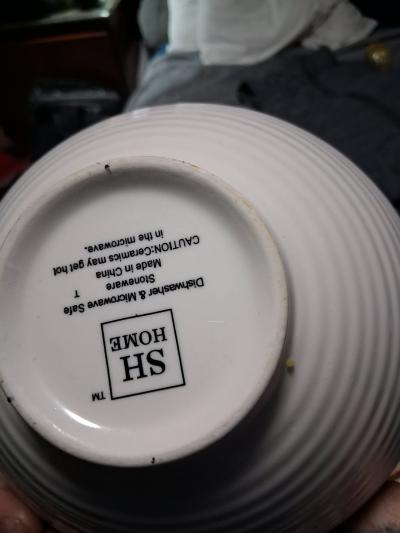 SH
HOME
TM
Dishwasher & Microwave Safe
Stoneware T
Made in China
CAUTION:Ceramics may get hot
in the microwave.